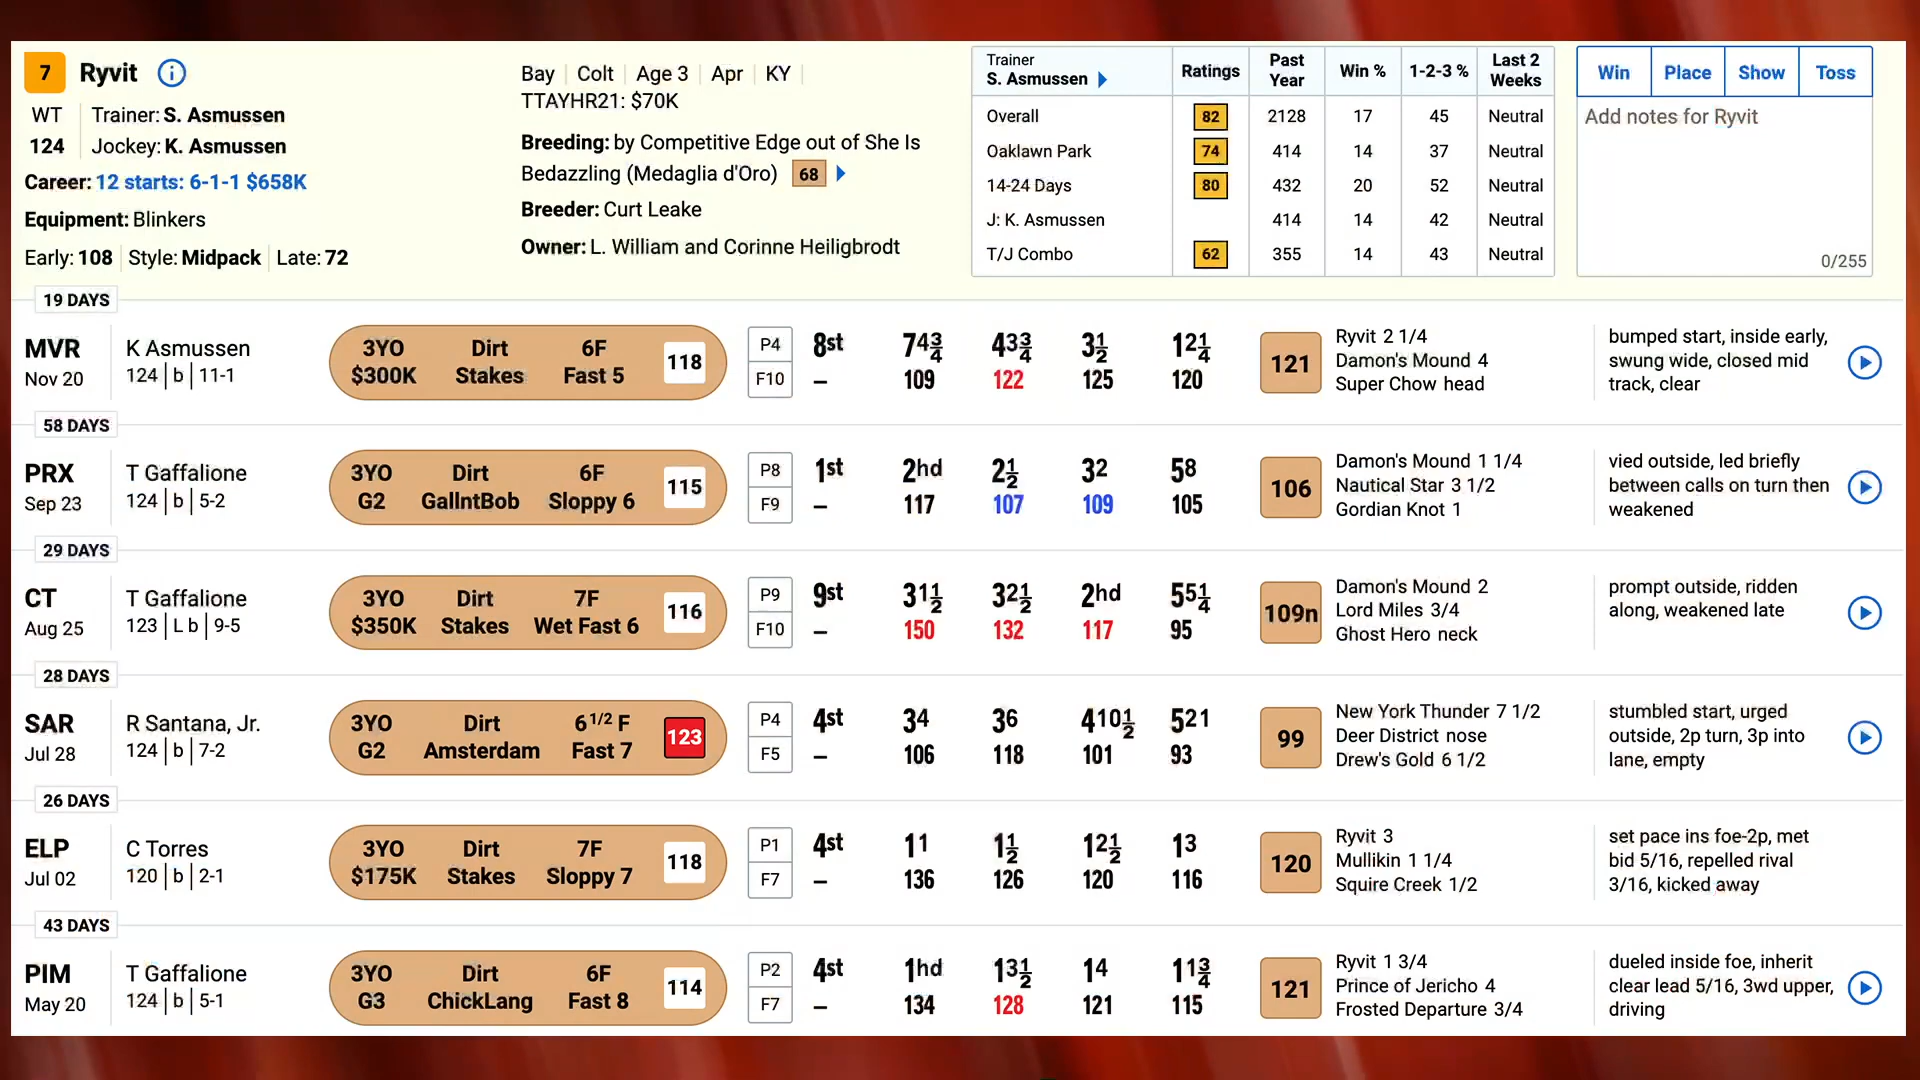 7 Ryvit i
WT Trainer: S. Asmussen
124 Jockey: K. Asmussen
Career: 12 starts: 6-1-1 $658K
Equipment: Blinkers
Early: 108 Style: Midpack Late: 72
Bay Colt Age 3 Apr KY
TTAYHR21: $70K
Breeding: by Competitive Edge out of She Is
Bedazzling (Medaglia d'Oro) 68
Breeder: Curt Leake
Owner: L. William and Corinne Heiligbrodt
Trainer S. Asmussen Ratings Past Year Win % 1-2-3 % Last 2 Weeks
Overall 82 2128 17 45 Neutral
Oaklawn Park 74 414 14 37 Neutral
14-24 Days 80 432 20 52 Neutral
J: K. Asmussen 414 14 42 Neutral
T/J Combo 62 355 14 43 Neutral
Win Place Show Toss
Add notes for Ryvit
0/255
19 DAYS
MVR K Asmussen 3YO Dirt 6F 118 P4 8st 7 4 3/4 4 3 3/4 3 1/2 1 2 1/4 121 Ryvit 2 1/4 bumped start, inside early,
Nov 20 124 | b | 11-1 $300K Stakes Fast 5 F10 – 109 122 125 120 Damon's Mound 4 swung wide, closed mid
Super Chow head track, clear
58 DAYS
PRX T Gaffalione 3YO Dirt 6F 115 P8 1st 2hd 2 1/2 3 2 5 8 106 Damon's Mound 1 1/4 vied outside, led briefly
Sep 23 124 | b | 5-2 G2 GallntBob Sloppy 6 F9 – 117 107 109 105 Nautical Star 3 1/2 between calls on turn then
Gordian Knot 1 weakened
29 DAYS
CT T Gaffalione 3YO Dirt 7F 116 P9 9st 3 1 1/2 3 2 1/2 2hd 5 5 1/4 109n Damon's Mound 2 prompt outside, ridden
Aug 25 123 | L b | 9-5 $350K Stakes Wet Fast 6 F10 – 150 132 117 95 Lord Miles 3/4 along, weakened late
Ghost Hero neck
28 DAYS
SAR R Santana, Jr. 3YO Dirt 6 1/2 F 123 P4 4st 3 4 3 6 4 10 1/2 5 21 99 New York Thunder 7 1/2 stumbled start, urged
Jul 28 124 | b | 7-2 G2 Amsterdam Fast 7 F5 – 106 118 101 93 Deer District nose outside, 2p turn, 3p into
Drew's Gold 6 1/2 lane, empty
26 DAYS
ELP C Torres 3YO Dirt 7F 118 P1 4st 1 1 1 1/2 1 2 1/2 1 3 120 Ryvit 3 set pace ins foe-2p, met
Jul 02 120 | b | 2-1 $175K Stakes Sloppy 7 F7 – 136 126 120 116 Mullikin 1 1/4 bid 5/16, repelled rival
Squire Creek 1/2 3/16, kicked away
43 DAYS
PIM T Gaffalione 3YO Dirt 6F 114 P2 4st 1hd 1 3 1/2 1 4 1 1 3/4 121 Ryvit 1 3/4 dueled inside foe, inherit
May 20 124 | b | 5-1 G3 ChickLang Fast 8 F7 – 134 128 121 115 Prince of Jericho 4 clear lead 5/16, 3wd upper,
Frosted Departure 3/4 driving